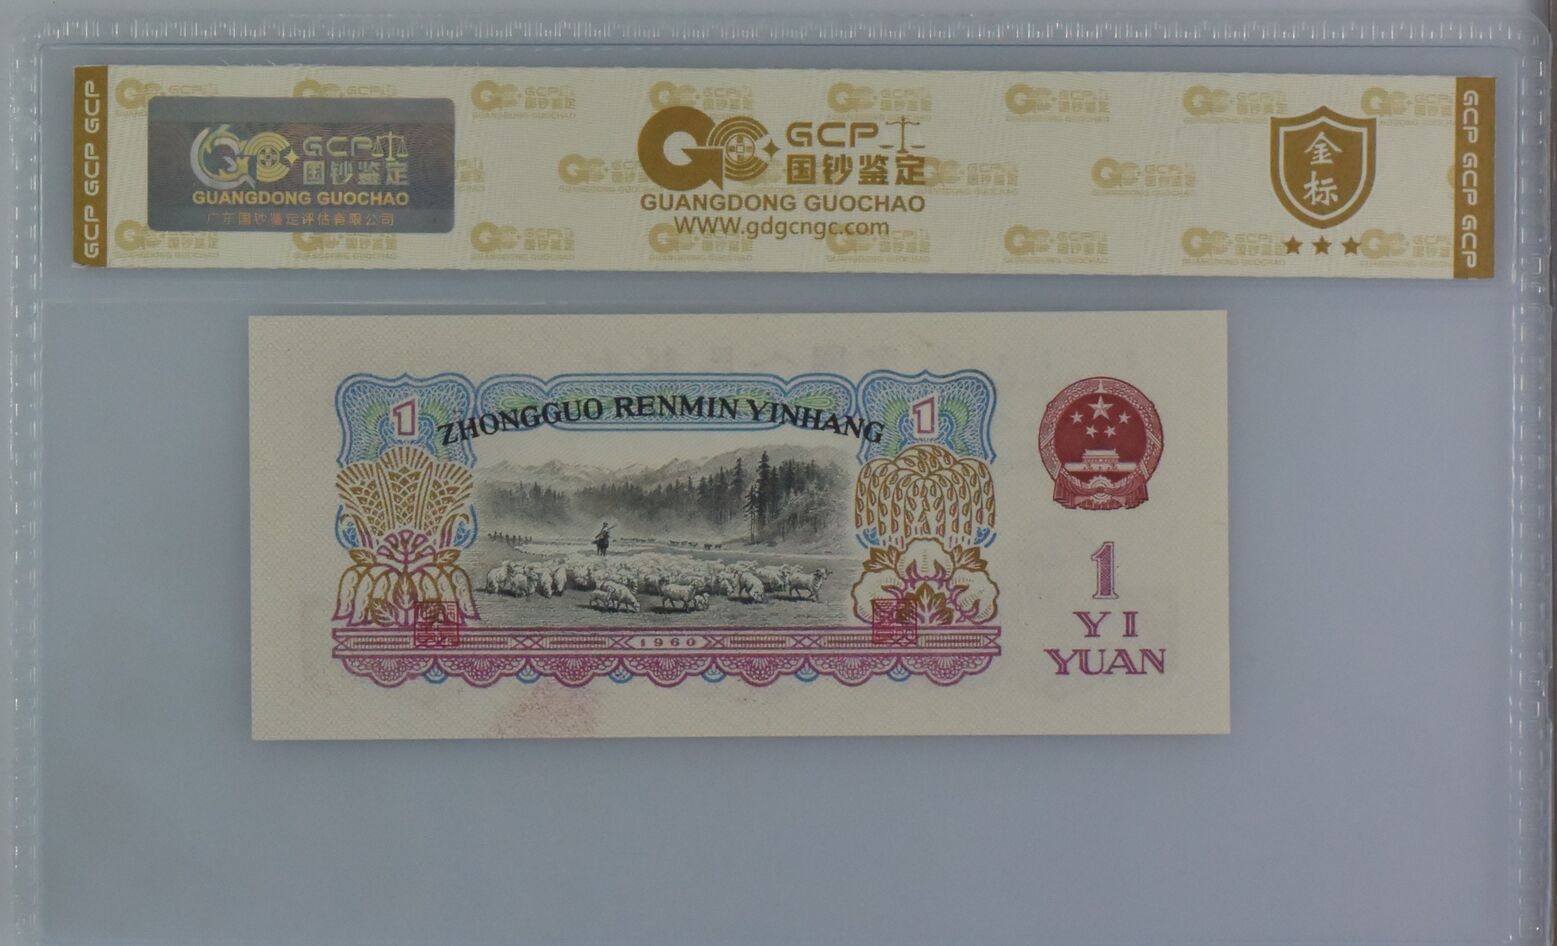 GCP GCP GCP
GCP
国钞鉴定
GUANGDONG GUOCHAO
广东国钞鉴定评估有限公司
GCP
国钞鉴定
GUANGDONG GUOCHAO
WWW.gdgcngc.com
金
标
GCP GCP GCP
1
ZHONGGUO RENMIN YINHANG
1
1960
1
YI
YUAN